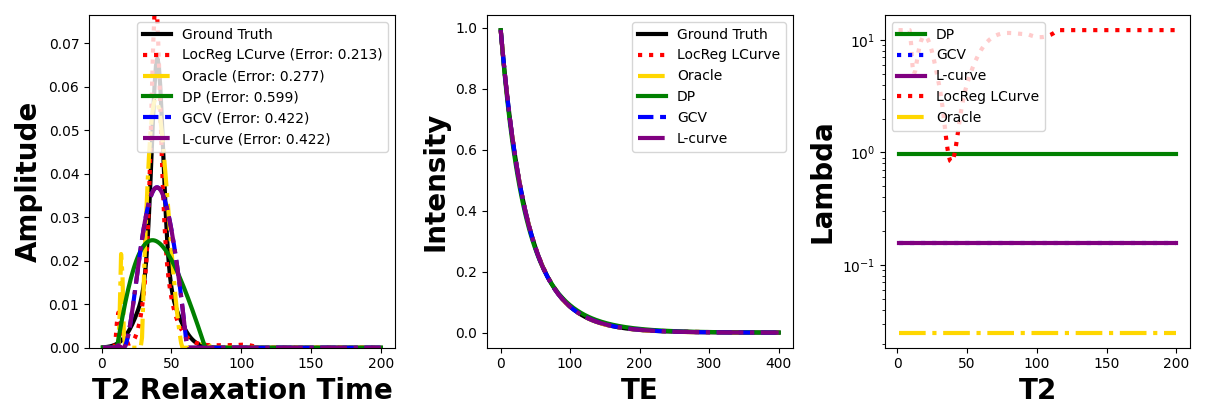 Amplitude
0.07
0.06
0.05
0.04
0.03
0.02
0.01
0.00
0
50
100
150
200
T2 Relaxation Time
Ground Truth
LocReg LCurve (Error: 0.213)
Oracle (Error: 0.277)
DP (Error: 0.599)
GCV (Error: 0.422)
L-curve (Error: 0.422)
Intensity
1.0
0.8
0.6
0.4
0.2
0.0
0
100
200
300
400
TE
Ground Truth
LocReg LCurve
Oracle
DP
GCV
L-curve
Lambda
10¹
10⁰
10⁻¹
0
50
100
150
200
T2
DP
GCV
L-curve
LocReg LCurve
Oracle